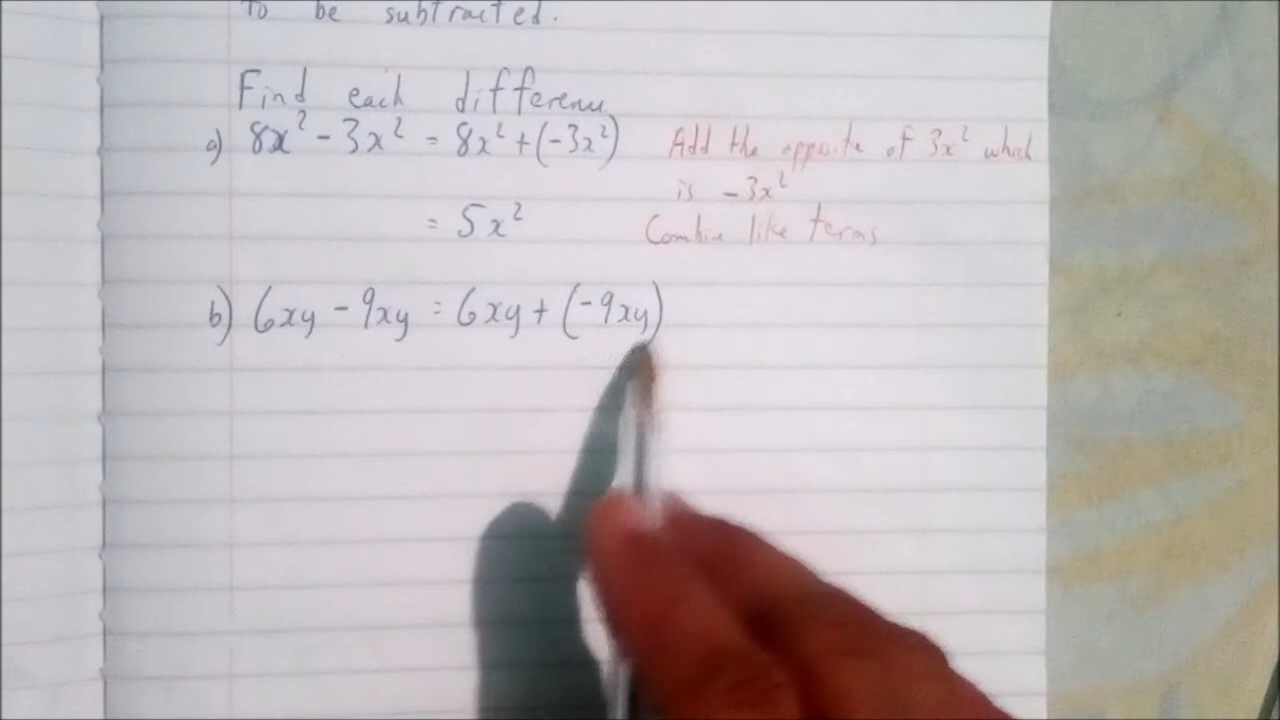 to be subtracted.
Find each difference
a) 8x² - 3x² = 8x² + (-3x²) Add the opposite of 3x² which
is -3x²
= 5x² Combine like terms
b) 6xy - 9xy = 6xy + (-9xy)